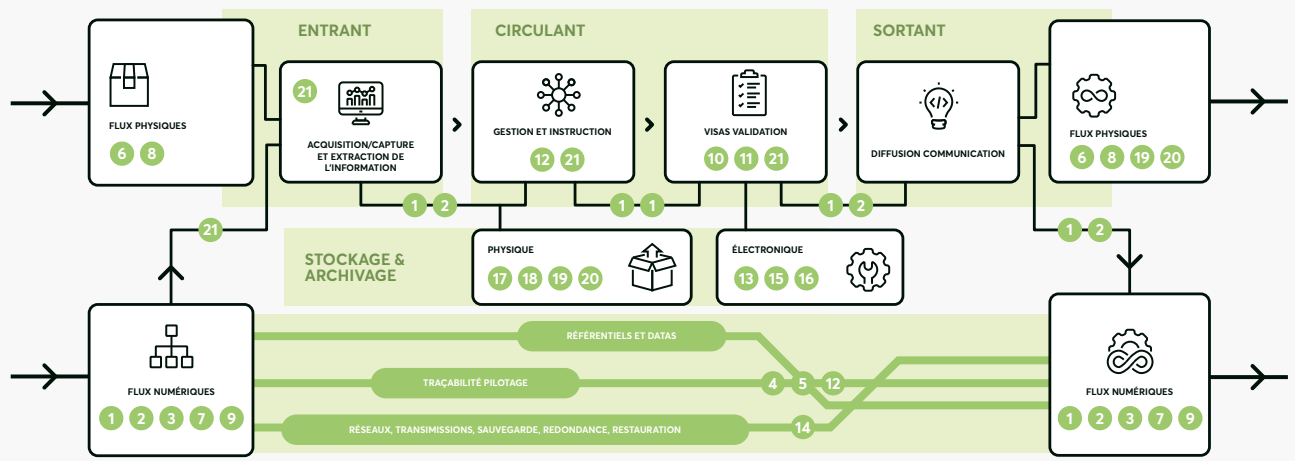 ENTRANT
CIRCULANT
SORTANT
FLUX PHYSIQUES
6 8
21
ACQUISITION/CAPTURE
ET EXTRACTION DE
L'INFORMATION
GESTION ET INSTRUCTION
12 21
VISAS VALIDATION
10 11 21
DIFFUSION COMMUNICATION
FLUX PHYSIQUES
6 8 19 20
1 2
1 1
1 2
21
1 2
STOCKAGE &
ARCHIVAGE
PHYSIQUE
17 18 19 20
ÉLECTRONIQUE
13 15 16
FLUX NUMÉRIQUES
1 2 3 7 9
RÉFÉRENTIELS ET DATAS
TRAÇABILITÉ PILOTAGE
4 5 12
RÉSEAUX, TRANSMISSIONS, SAUVEGARDE, REDONDANCE, RESTAURATION
14
FLUX NUMÉRIQUES
1 2 3 7 9